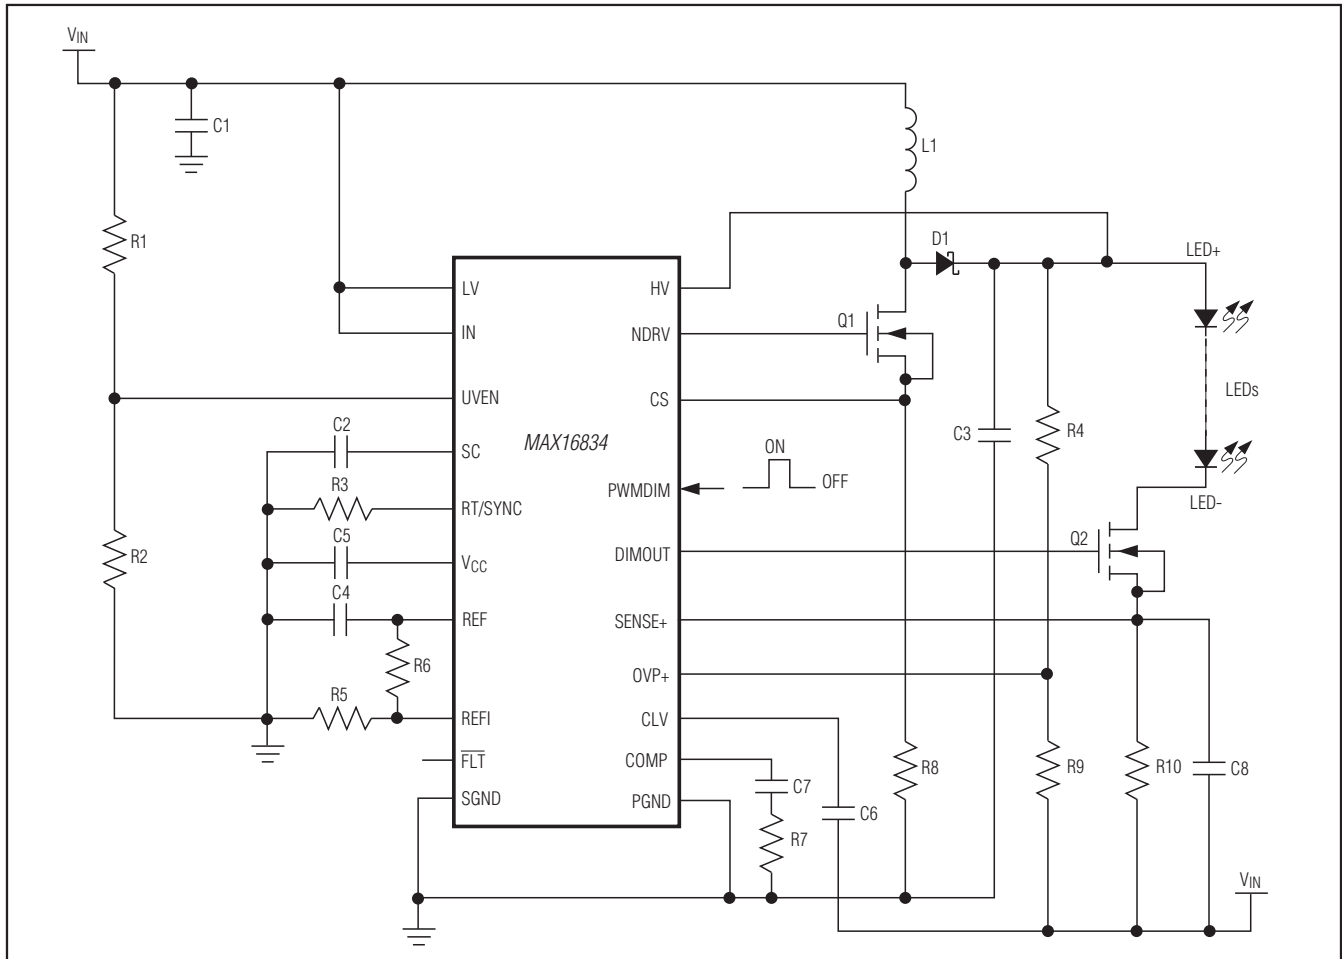 VIN
C1
L1
R1
D1
LED+
LV
HV
Q1
IN
NDRV
LEDs
UVEN
CS
C2
SC
MAX16834
C3
R4
ON
OFF
R3
PWMDIM
LED-
RT/SYNC
R2
C5
DIMOUT
Q2
VCC
C4
REF
SENSE+
R6
OVP+
R5
REFI
CLV
FLT
COMP
R8
R9
R10
C8
C7
SGND
PGND
C6
R7
VIN